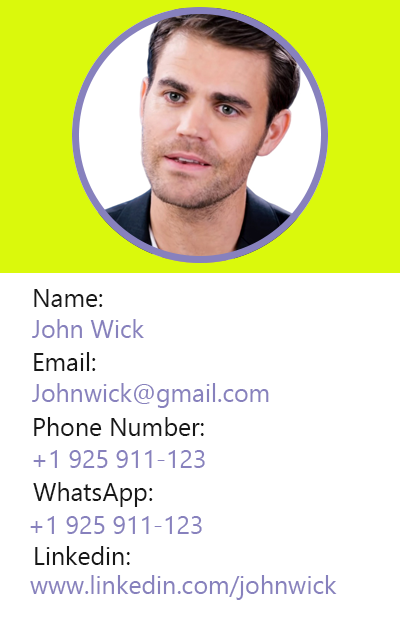 Name:
John Wick
Email:
Johnwick@gmail.com
Phone Number:
+1 925 911-123
WhatsApp:
+1 925 911-123
Linkedin:
www.linkedin.com/johnwick